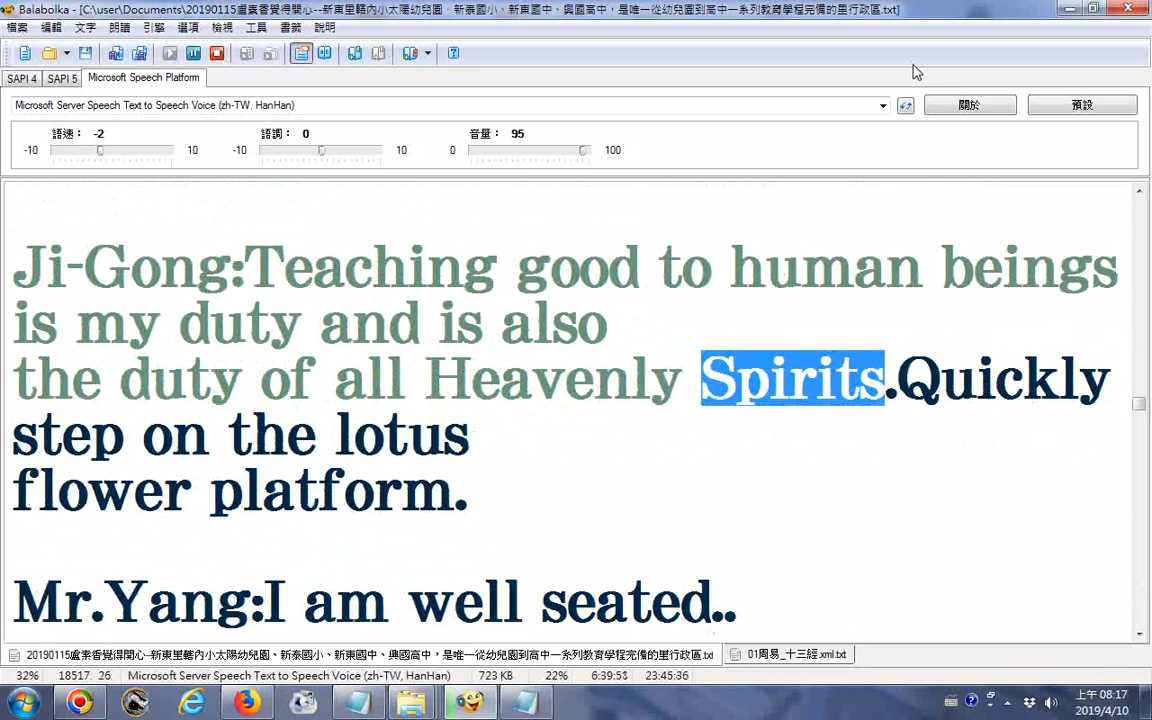 Balabolka - [C:\user\Documents\20190115盧素香覺得開心--新東里轄內小太陽幼兒園、新泰國小、新東國中、興國高中，是唯一從幼兒園到高中一系列教育學程完備的里行政區.txt]
檔案 編輯 文字 朗讀 引擎 選項 檢視 工具 書籤 說明
SAPI 4 SAPI 5 Microsoft Speech Platform
Microsoft Server Speech Text to Speech Voice (zh-TW, HanHan) 關於 預設
語速： -2 語調： 0 音量： 95
-10 10 -10 10 0 100
Ji-Gong:Teaching good to human beings
is my duty and is also
the duty of all Heavenly Spirits.Quickly
step on the lotus
flower platform.
Mr.Yang:I am well seated..
20190115盧素香覺得開心--新東里轄內小太陽幼兒園、新泰國小、新東國中、興國高中，是唯一從幼兒園到高中一系列教育學程完備的里行政區.txt 01周易_十三經.xml.txt
32% 18517. 26 Microsoft Server Speech Text to Speech Voice (zh-TW, HanHan) 723 KB 22% 6:39:58 23:45:36
上午 08:17
2019/4/10